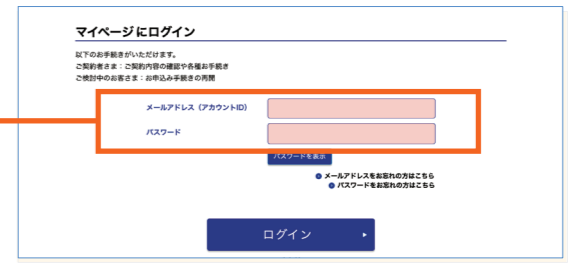 マイページにログイン
以下のお手続きがいただけます。
ご契約者さま：ご契約内容の確認や各種お手続き
ご検討中のお客さま：お申込み手続きの再開
メールアドレス（アカウントID）
パスワード
パスワードを表示
メールアドレスをお忘れの方はこちら
パスワードをお忘れの方はこちら
ログイン